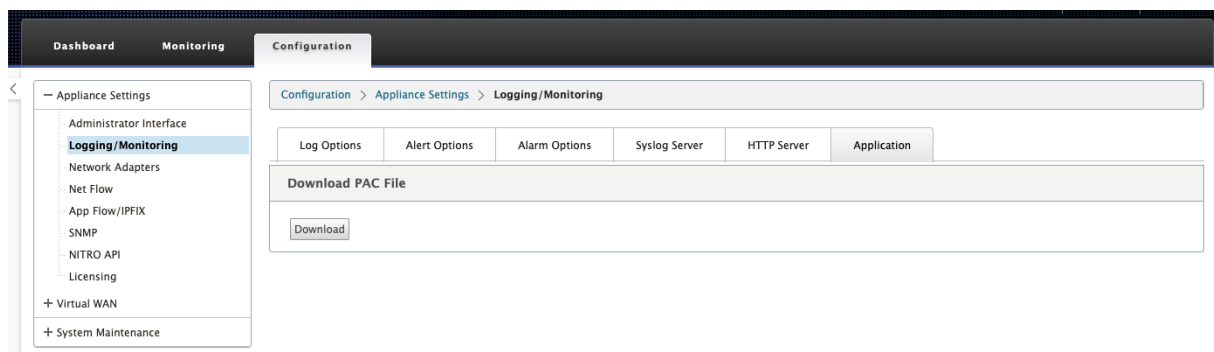 Dashboard Monitoring Configuration
— Appliance Settings
Administrator Interface
Logging/Monitoring
Network Adapters
Net Flow
App Flow/IPFIX
SNMP
NITRO API
Licensing
+ Virtual WAN
+ System Maintenance
Configuration > Appliance Settings > Logging/Monitoring
Log Options Alert Options Alarm Options Syslog Server HTTP Server Application
Download PAC File
Download